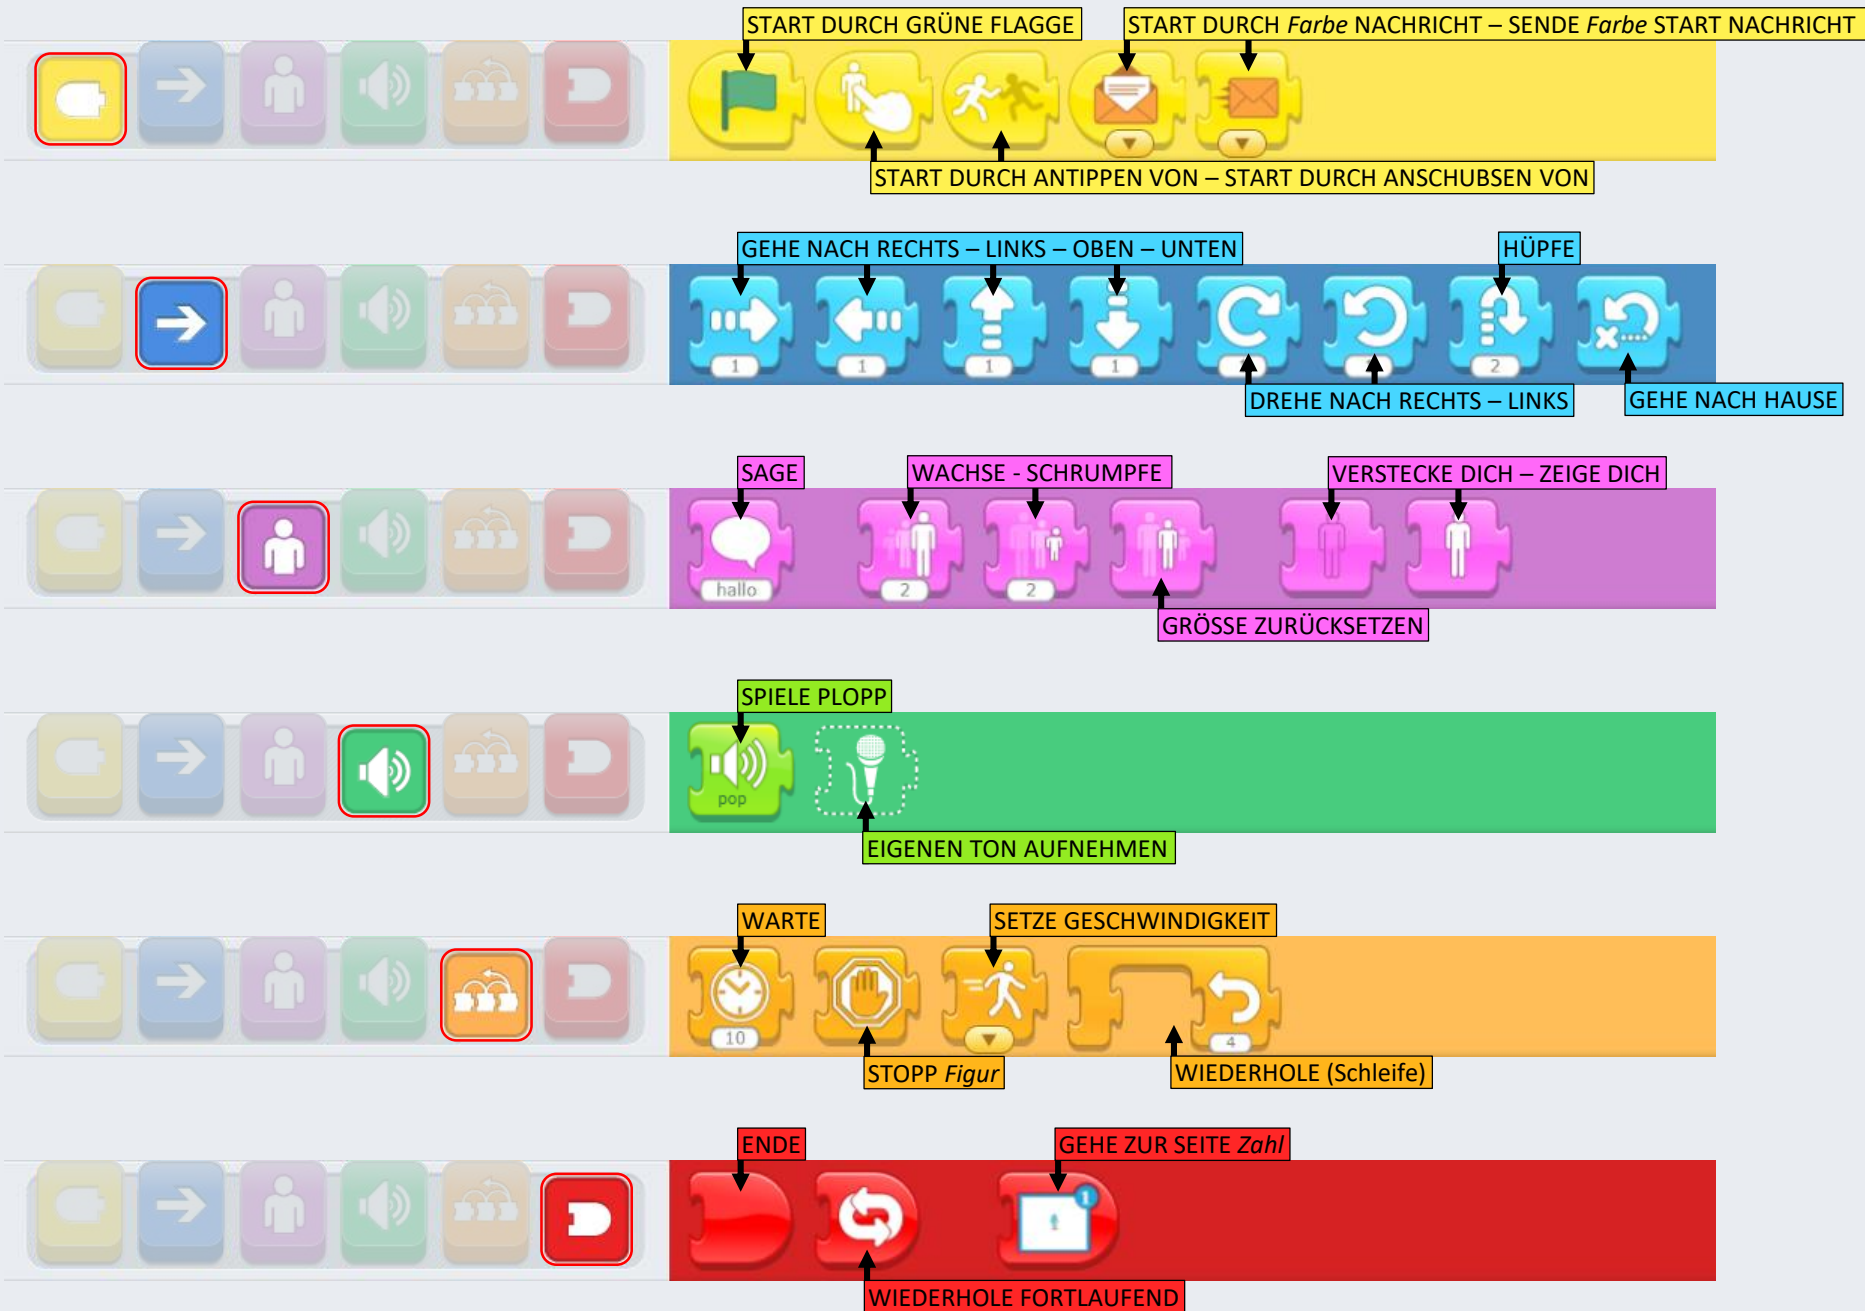 START DURCH GRÜNE FLAGGE
START DURCH Farbe NACHRICHT – SENDE Farbe START NACHRICHT
START DURCH ANTIPPEN VON – START DURCH ANSCHUBSEN VON
GEHE NACH RECHTS – LINKS – OBEN – UNTEN
HÜPFE
1
1
1
1
2
DREHE NACH RECHTS – LINKS
GEHE NACH HAUSE
SAGE
WACHSE - SCHRUMPFE
VERSTECKE DICH – ZEIGE DICH
hallo
2
2
GRÖSSE ZURÜCKSETZEN
SPIELE PLOPP
pop
EIGENEN TON AUFNEHMEN
WARTE
SETZE GESCHWINDIGKEIT
10
4
STOPP Figur
WIEDERHOLE (Schleife)
ENDE
GEHE ZUR SEITE Zahl
1
WIEDERHOLE FORTLAUFEND